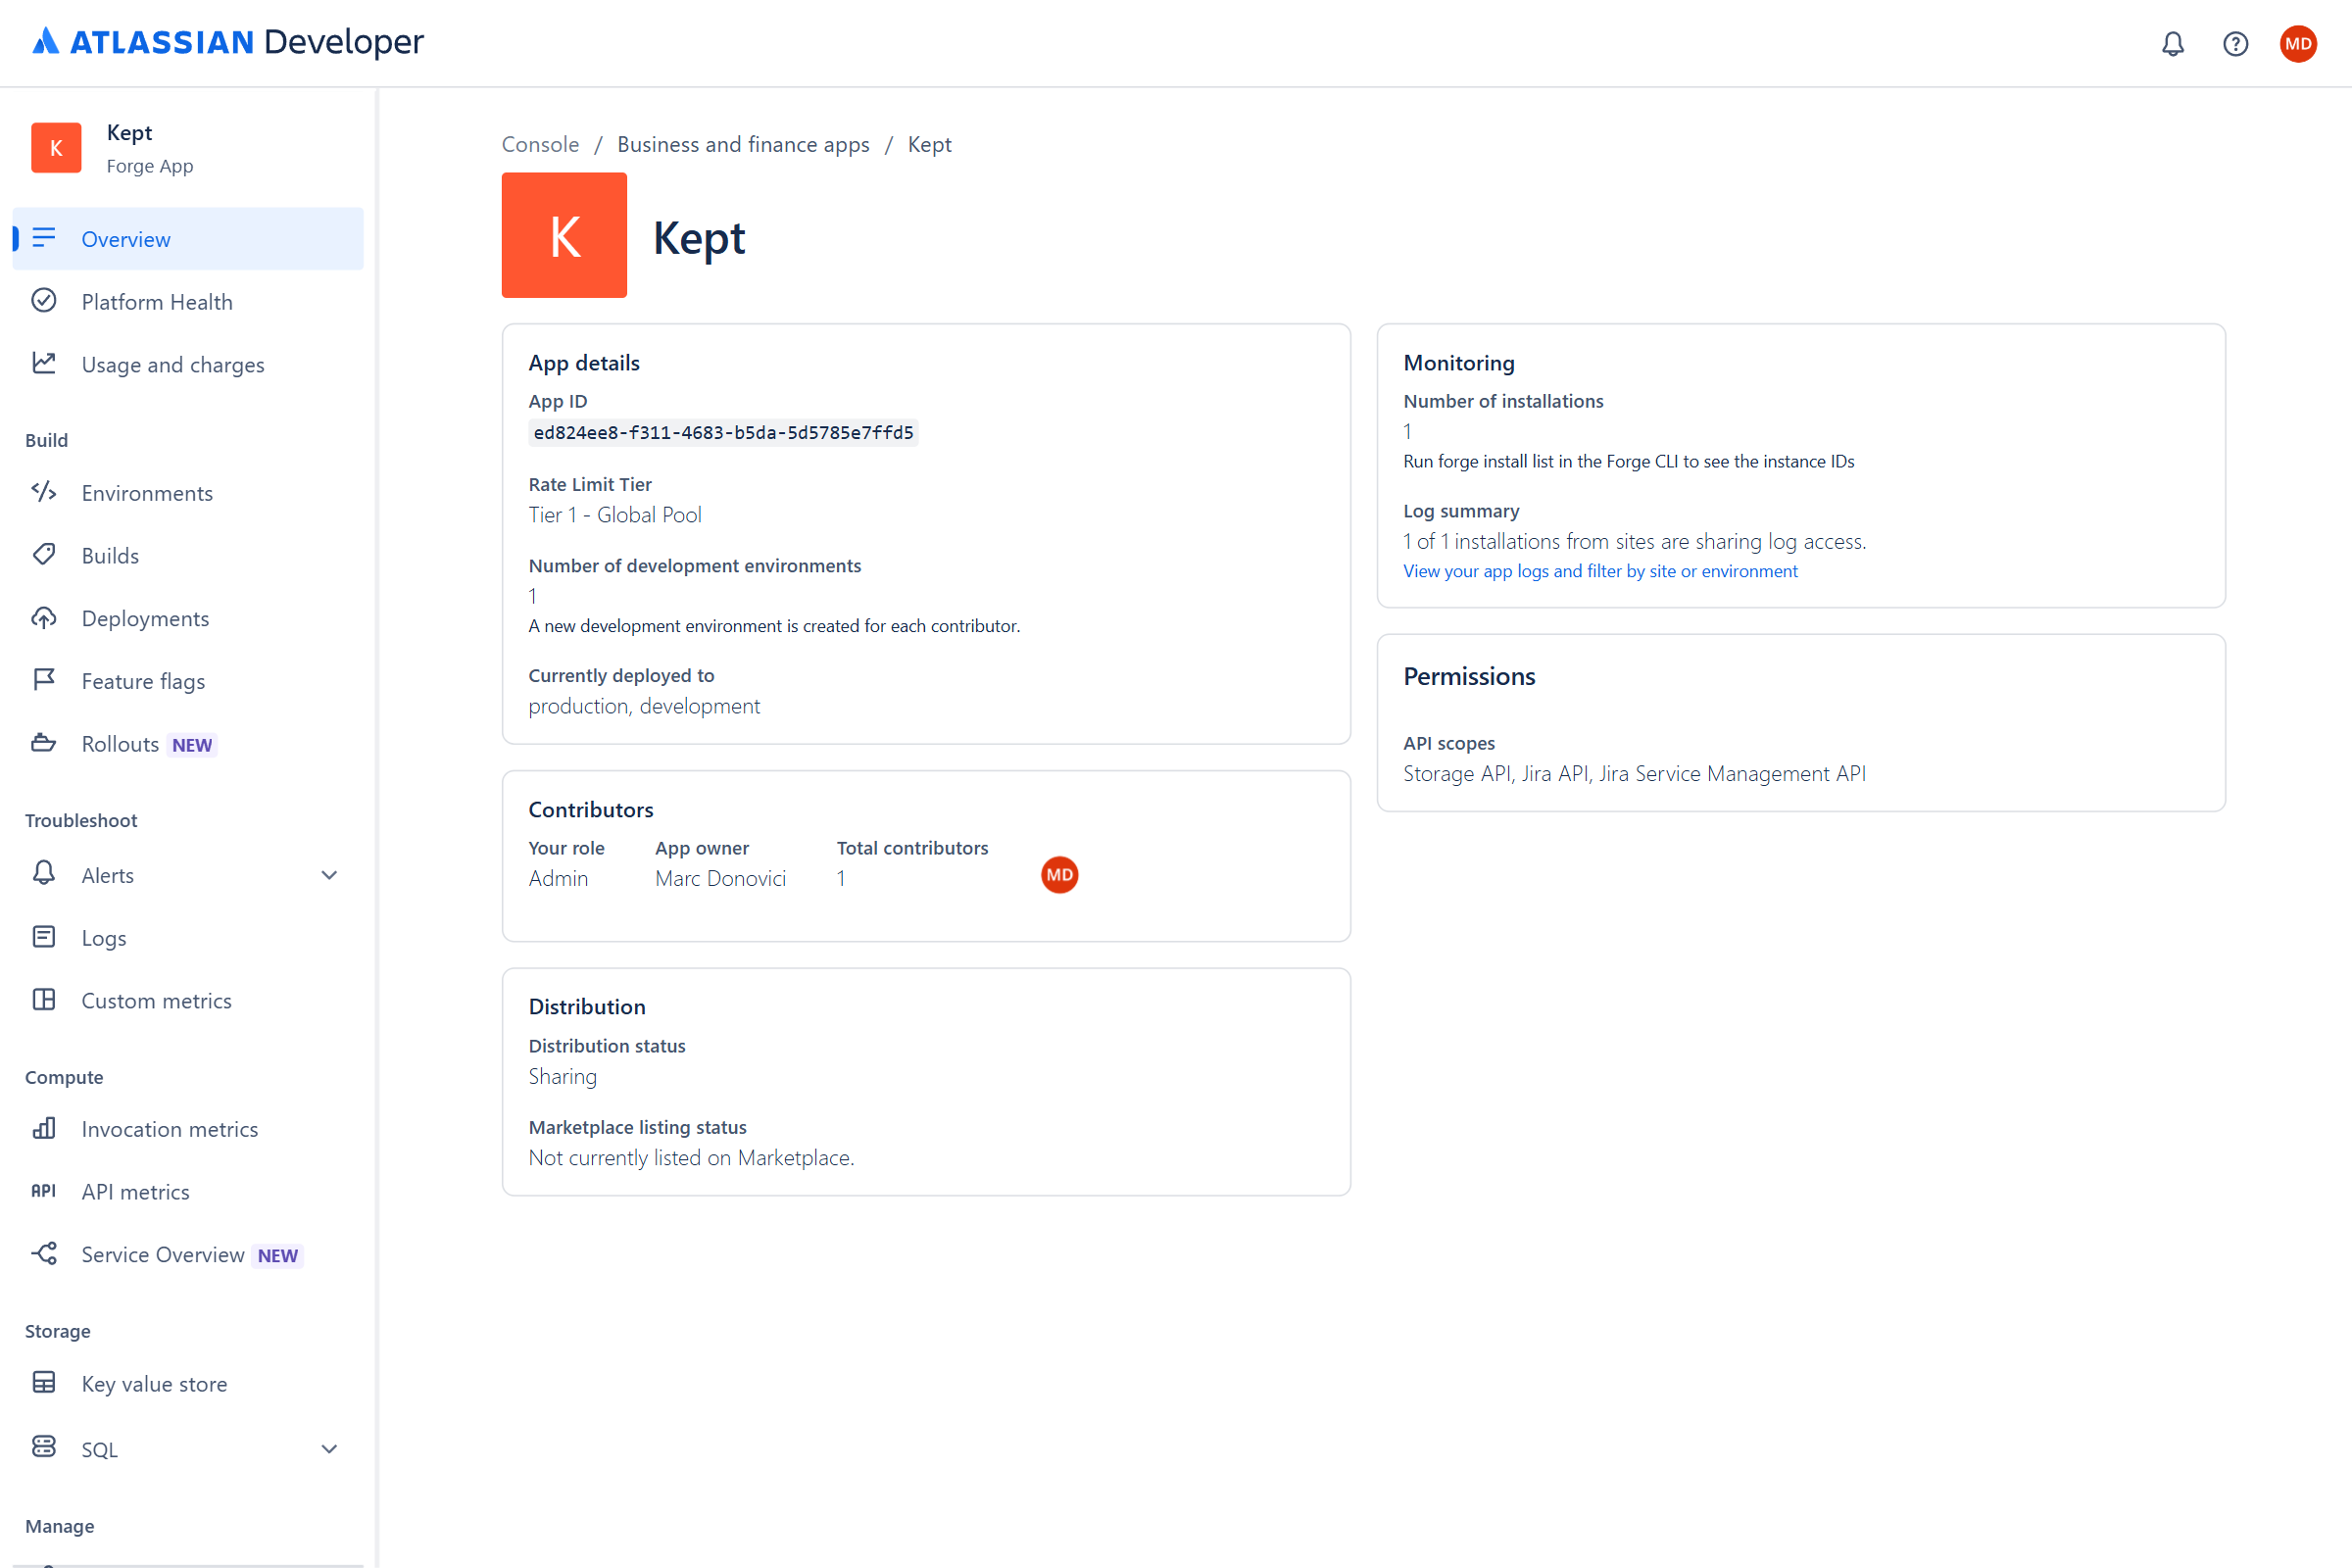 ATLASSIAN Developer
MD
K
Kept
Forge App
Overview
Platform Health
Usage and charges
Build
Environments
Builds
Deployments
Feature flags
Rollouts NEW
Troubleshoot
Alerts
Logs
Custom metrics
Compute
Invocation metrics
API API metrics
Service Overview NEW
Storage
Key value store
SQL
Manage
Console / Business and finance apps / Kept
K
Kept
App details
App ID
ed824ee8-f311-4683-b5da-5d5785e7ffd5
Rate Limit Tier
Tier 1 - Global Pool
Number of development environments
1
A new development environment is created for each contributor.
Currently deployed to
production, development
Contributors
Your role App owner Total contributors
Admin Marc Donovici 1 MD
Distribution
Distribution status
Sharing
Marketplace listing status
Not currently listed on Marketplace.
Monitoring
Number of installations
1
Run forge install list in the Forge CLI to see the instance IDs
Log summary
1 of 1 installations from sites are sharing log access.
View your app logs and filter by site or environment
Permissions
API scopes
Storage API, Jira API, Jira Service Management API